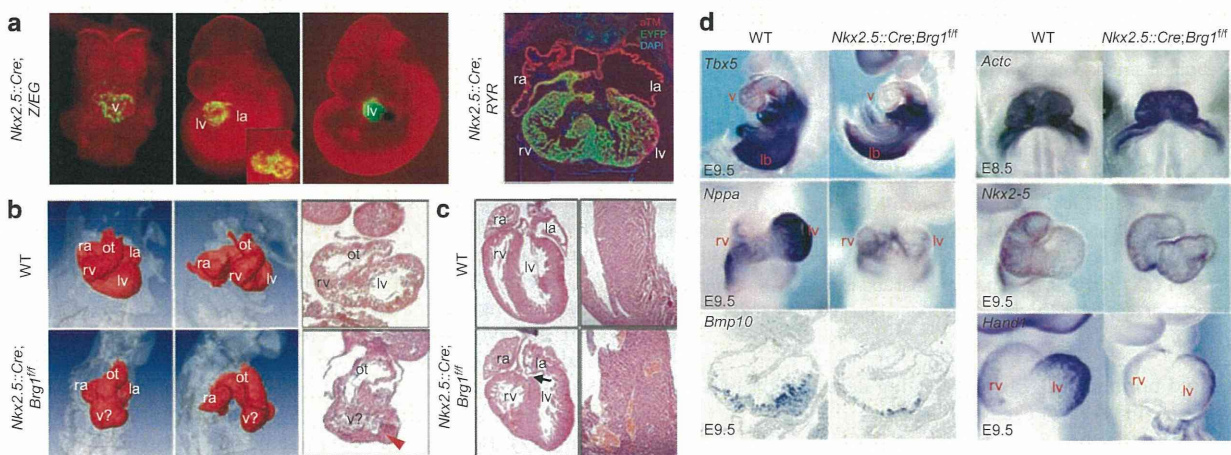 a
Nkx2.5::Cre;
Z/EG
v
lv
la
lv
Nkx2.5::Cre;
RYR
aTM
EYFP
DAPI
ra
la
rv
lv
b
WT
ra
ot
la
rv
lv
ra
ot
rv
lv
ot
rv
lv
Nkx2.5::Cre;
Brg1f/f
ot
la
ra
v?
ra
ot
v?
ot
v?
c
WT
ra
la
rv
lv
Nkx2.5::Cre;
Brg1f/f
ra
la
rv
lv
d
WT
Nkx2.5::Cre;Brg1f/f
Tbx5
v
v
lb
lb
E9.5
Nppa
rv
lv
rv
lv
E9.5
Bmp10
E9.5
WT
Nkx2.5::Cre;Brg1f/f
Actc
E8.5
Nkx2-5
E9.5
Hand1
rv
lv
rv
lv
E9.5